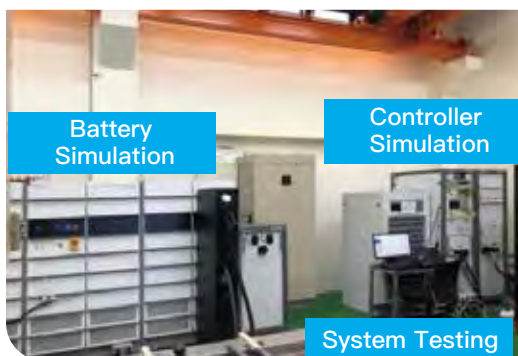 Battery
Simulation
Controller
Simulation
System Testing